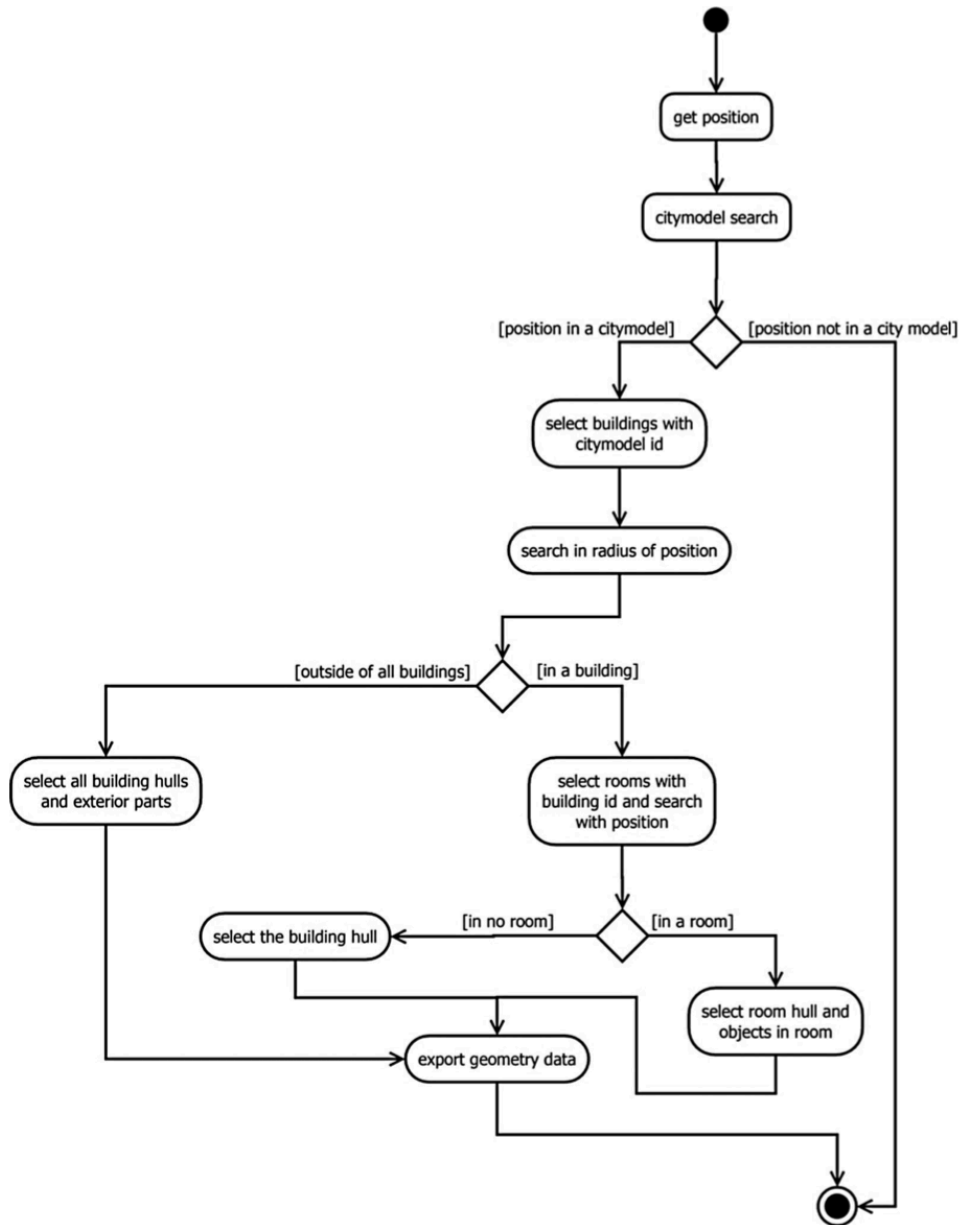 get position
citymodel search
[position in a citymodel]
[position not in a city model]
select buildings with
citymodel id
search in radius of position
[outside of all buildings]
[in a building]
select all building hulls
and exterior parts
select rooms with
building id and search
with position
[in no room]
[in a room]
select the building hull
select room hull and
objects in room
export geometry data